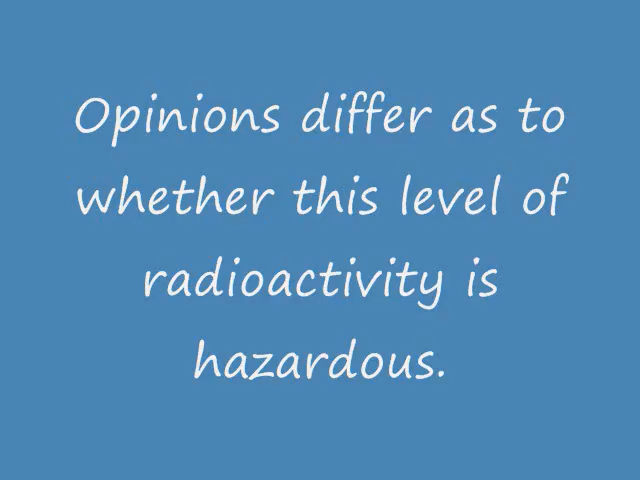 Opinions differ as to
whether this level of
radioactivity is
hazardous.